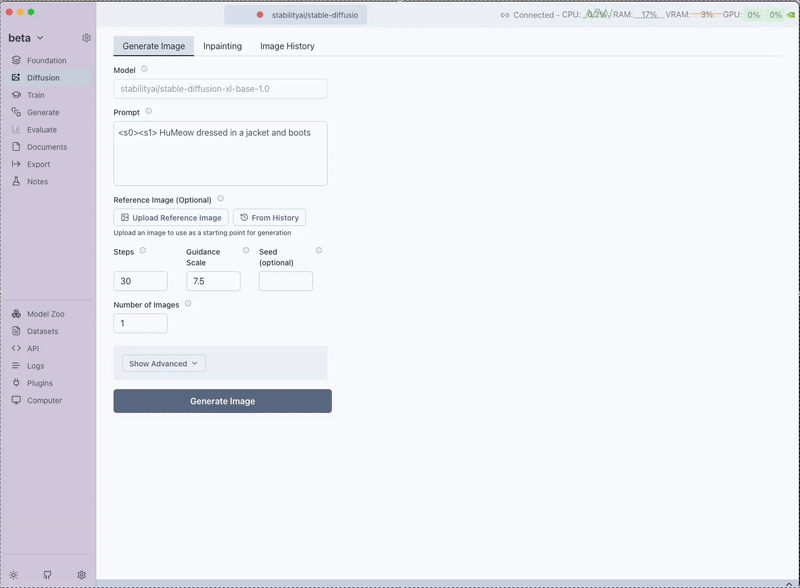 stabilityai/stable-diffusio
Connected - CPU: 0.2% RAM: 17% VRAM: 3% GPU: 0% 0%
beta
Foundation
Diffusion
Train
Generate
Evaluate
Documents
Export
Notes
Model Zoo
Datasets
API
Logs
Plugins
Computer
Generate Image Inpainting Image History
Model
stabilityai/stable-diffusion-xl-base-1.0
Prompt
<s0><s1> HuMeow dressed in a jacket and boots
Reference Image (Optional)
Upload Reference Image From History
Upload an image to use as a starting point for generation
Steps Guidance Scale Seed (optional)
30 7.5
Number of Images
1
Show Advanced
Generate Image